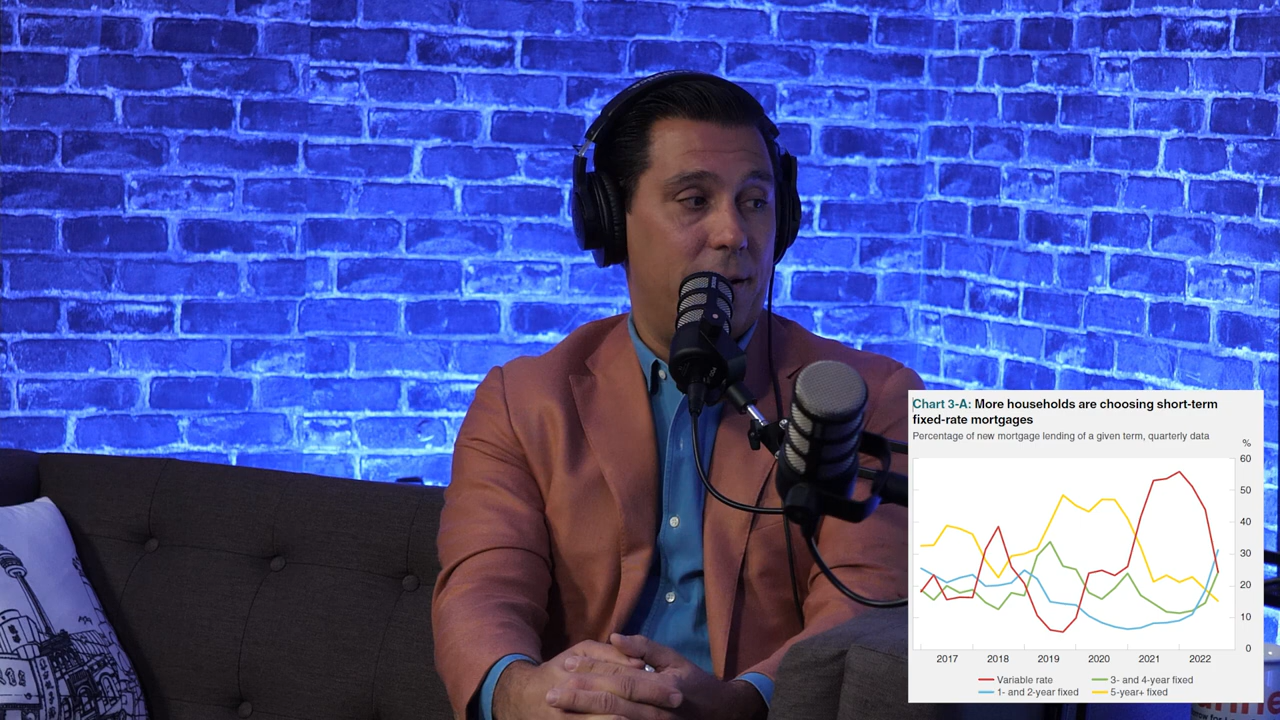 Chart 3-A: More households are choosing short-term
fixed-rate mortgages
Percentage of new mortgage lending of a given term, quarterly data
%
60
50
40
30
20
10
0
2017 2018 2019 2020 2021 2022
Variable rate 3- and 4-year fixed
1- and 2-year fixed 5-year+ fixed